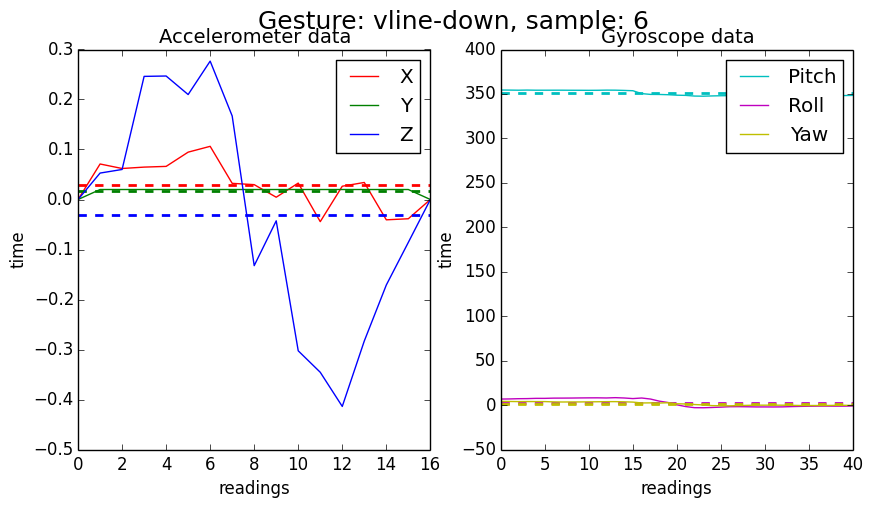 Gesture: vline-down, sample: 6
Accelerometer data
0.3
0.2
0.1
0.0
−0.1
−0.2
−0.3
−0.4
−0.5
time
0 2 4 6 8 10 12 14 16
readings
X
Y
Z
Gyroscope data
400
350
300
250
200
150
100
50
0
−50
time
0 5 10 15 20 25 30 35 40
readings
Pitch
Roll
Yaw